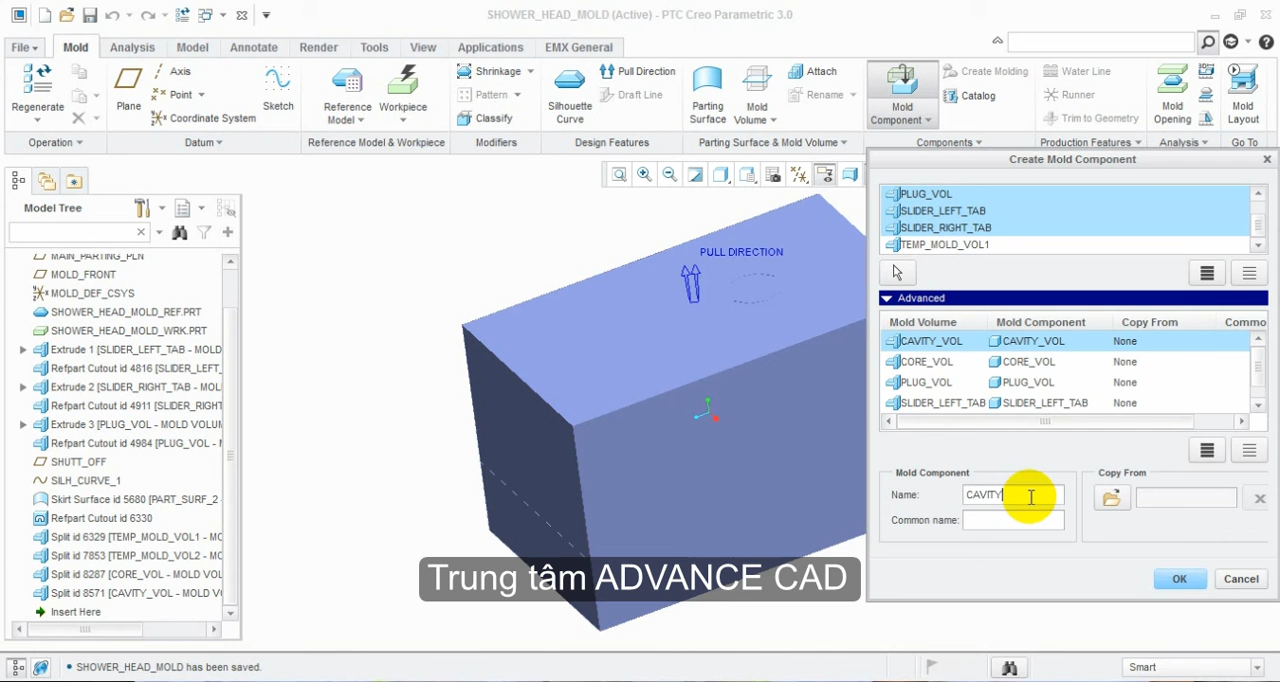 SHOWER_HEAD_MOLD (Active) - PTC Creo Parametric 3.0
File Mold Analysis Model Annotate Render Tools View Applications EMX General
Regenerate
Operation
Plane
Axis
Point
Coordinate System
Sketch
Datum
Reference Model
Workpiece
Reference Model & Workpiece
Shrinkage
Pattern
Classify
Modifiers
Silhouette Curve
Pull Direction
Draft Line
Design Features
Parting Surface
Mold Volume
Attach
Rename
Parting Surface & Mold Volume
Mold Component
Create Molding
Catalog
Components
Water Line
Runner
Trim to Geometry
Production Features
Mold Opening
Analysis
Mold Layout
Go To
Model Tree
MAIN_PARTING_PLN
MOLD_FRONT
MOLD_DEF_CSYS
SHOWER_HEAD_MOLD_REF.PRT
SHOWER_HEAD_MOLD_WRK.PRT
Extrude 1 [SLIDER_LEFT_TAB - MOLD
Refpart Cutout id 4816 [SLIDER_LEFT_
Extrude 2 [SLIDER_RIGHT_TAB - MOL
Refpart Cutout id 4911 [SLIDER_RIGHT
Extrude 3 [PLUG_VOL - MOLD VOLUM
Refpart Cutout id 4984 [PLUG_VOL - M
SHUTT_OFF
SILH_CURVE_1
Skirt Surface id 5680 [PART_SURF_2 -
Refpart Cutout id 6330
Split id 6329 [TEMP_MOLD_VOL1 -
Split id 7853 [TEMP_MOLD_VOL2 -
Split id 8287 [CORE_VOL - MOLD VOL
Split id 8571 [CAVITY_VOL - MOLD VO
Insert Here
PULL DIRECTION
Create Mold Component
PLUG_VOL
SLIDER_LEFT_TAB
SLIDER_RIGHT_TAB
TEMP_MOLD_VOL1
Advanced
Mold Volume Mold Component Copy From Commo
CAVITY_VOL CAVITY_VOL None
CORE_VOL CORE_VOL None
PLUG_VOL PLUG_VOL None
SLIDER_LEFT_TAB SLIDER_LEFT_TAB None
Mold Component Copy From
Name: CAVITY
Common name:
OK Cancel
Trung tâm ADVANCE CAD
SHOWER_HEAD_MOLD has been saved.
Smart